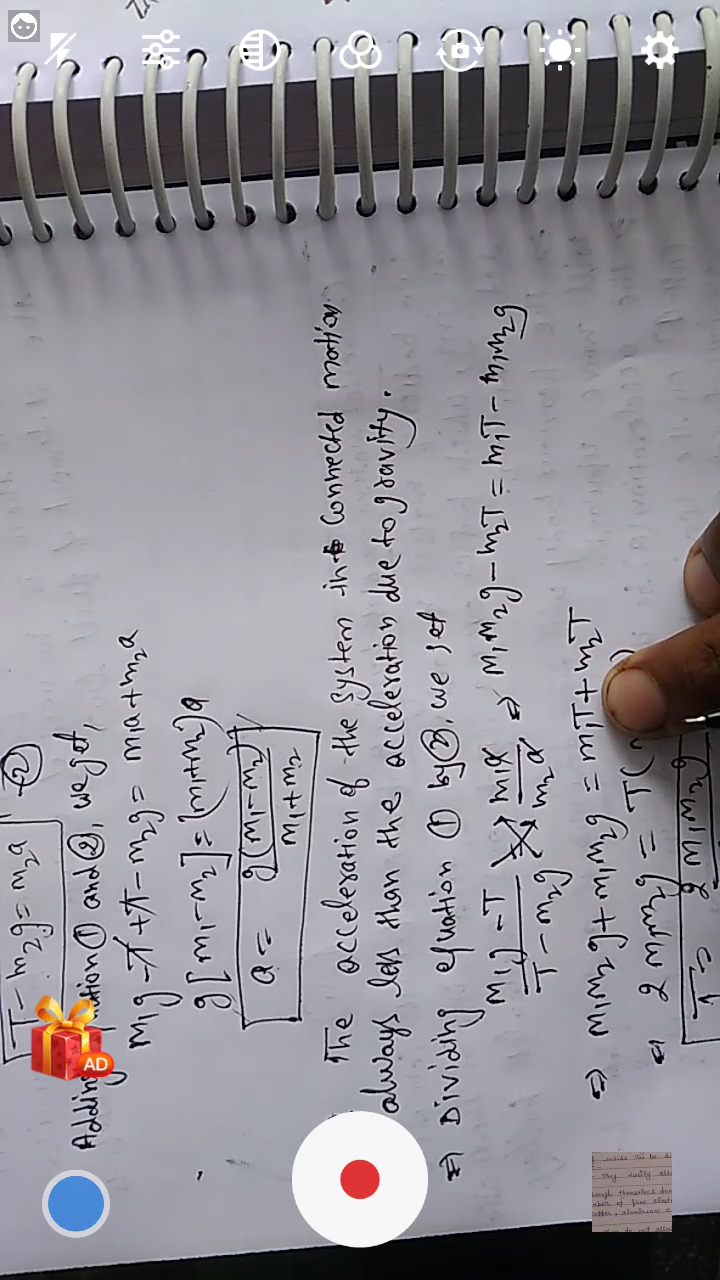 T - m₂g = m₂a - ②
Adding ① and ②, we get,
m₁g - T + T - m₂g = m₁a + m₂a
g[m₁ - m₂] = (m₁ + m₂)a
a = g(m₁ - m₂) / m₁ + m₂
The acceleration of the system in connected motion
always less than the acceleration due to gravity.
⇒ Dividing equation ① by ②, we get
m₁g - T / T - m₂g = m₁a / m₂a ⇒ m₁m₂g - m₂T = m₁T - m₁m₂g
⇒ m₁m₂g + m₁m₂g = m₁T + m₂T
⇒ 2m₁m₂g = T(
T = 2m₁m₂g
AD